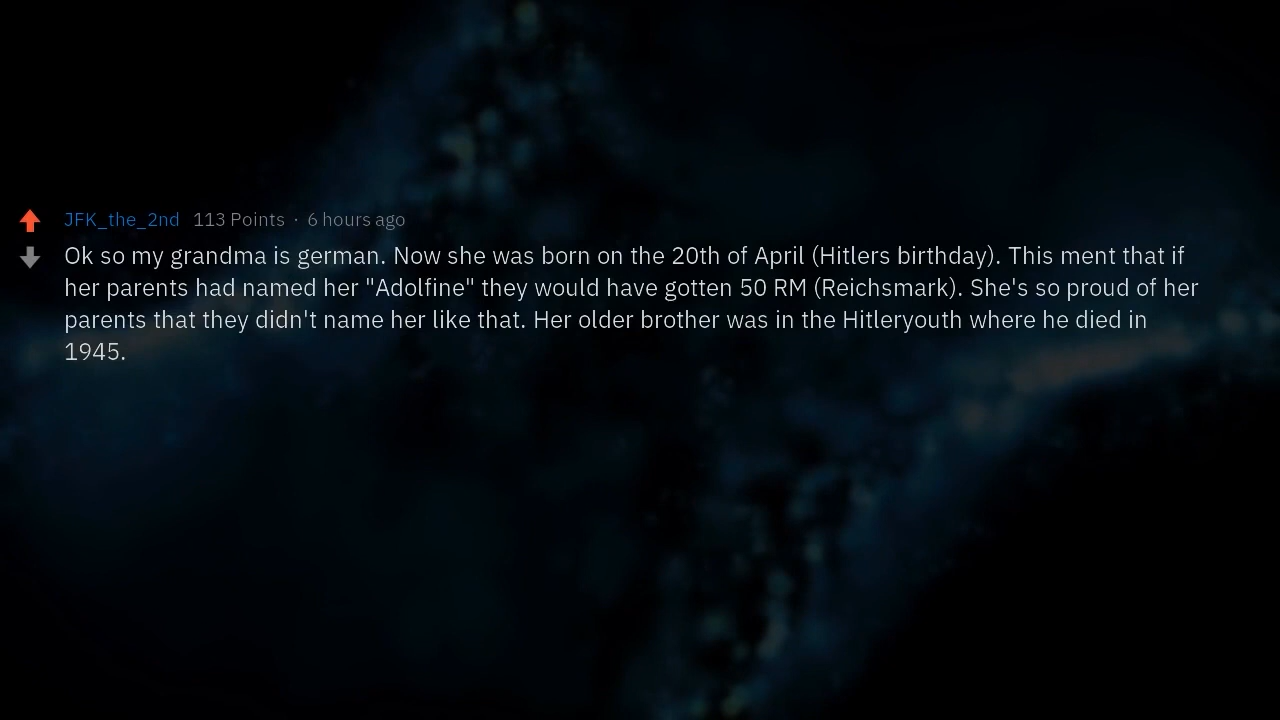 JFK_the_2nd 113 Points · 6 hours ago
Ok so my grandma is german. Now she was born on the 20th of April (Hitlers birthday). This ment that if
her parents had named her "Adolfine" they would have gotten 50 RM (Reichsmark). She's so proud of her
parents that they didn't name her like that. Her older brother was in the Hitleryouth where he died in
1945.